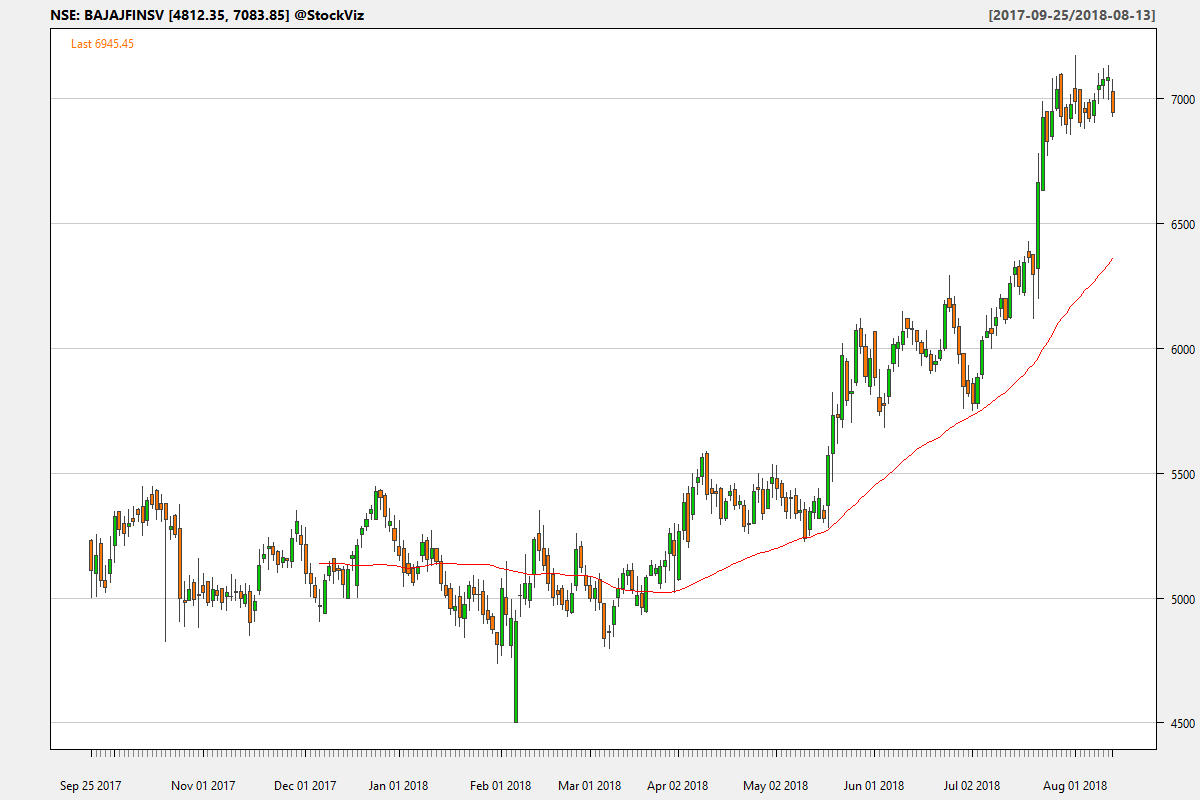 NSE: BAJAJFINSV [4812.35, 7083.85] @StockViz [2017-09-25/2018-08-13]
Last 6945.45
7000
6500
6000
5500
5000
4500
Sep 25 2017 Nov 01 2017 Dec 01 2017 Jan 01 2018 Feb 01 2018 Mar 01 2018 Apr 02 2018 May 02 2018 Jun 01 2018 Jul 02 2018 Aug 01 2018